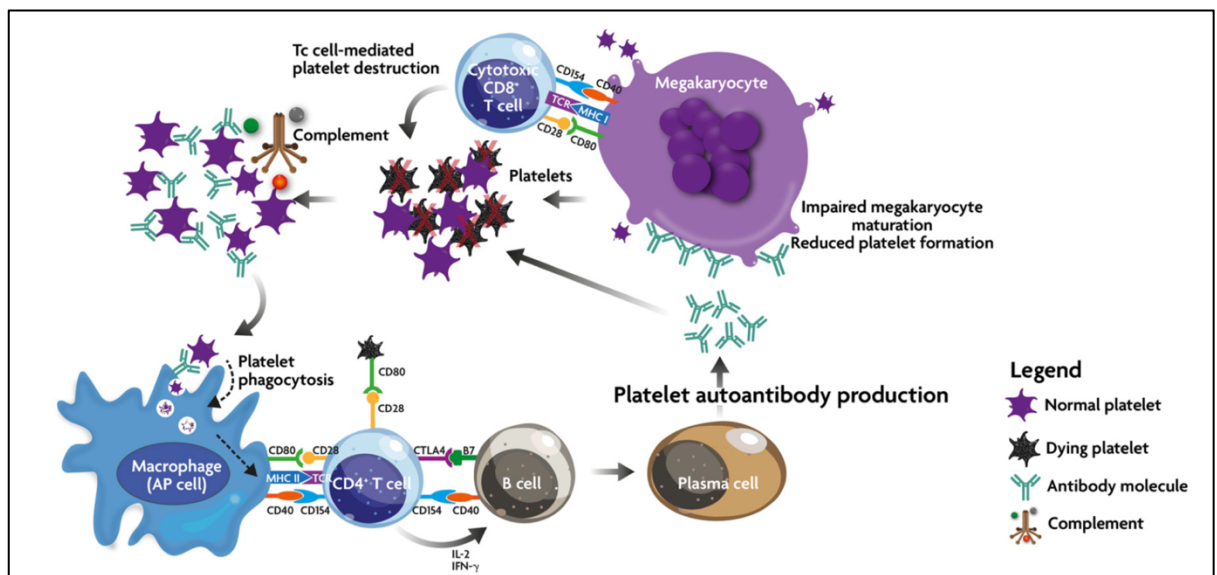 Tc cell-mediated
platelet destruction
Cytotoxic
CD8+
T cell
CD154
CD40
TCR
MHC I
CD28
CD80
Megakaryocyte
Complement
Platelets
Impaired megakaryocyte
maturation
Reduced platelet formation
Platelet
phagocytosis
CD80
CD28
Macrophage
(AP cell)
CD80
CD28
MHC II
TCR
CD40
CD154
CD4+ T cell
CTLA4
B7
CD154
CD40
B cell
IL-2
IFN-γ
Platelet autoantibody production
Plasma cell
Legend
Normal platelet
Dying platelet
Antibody molecule
Complement